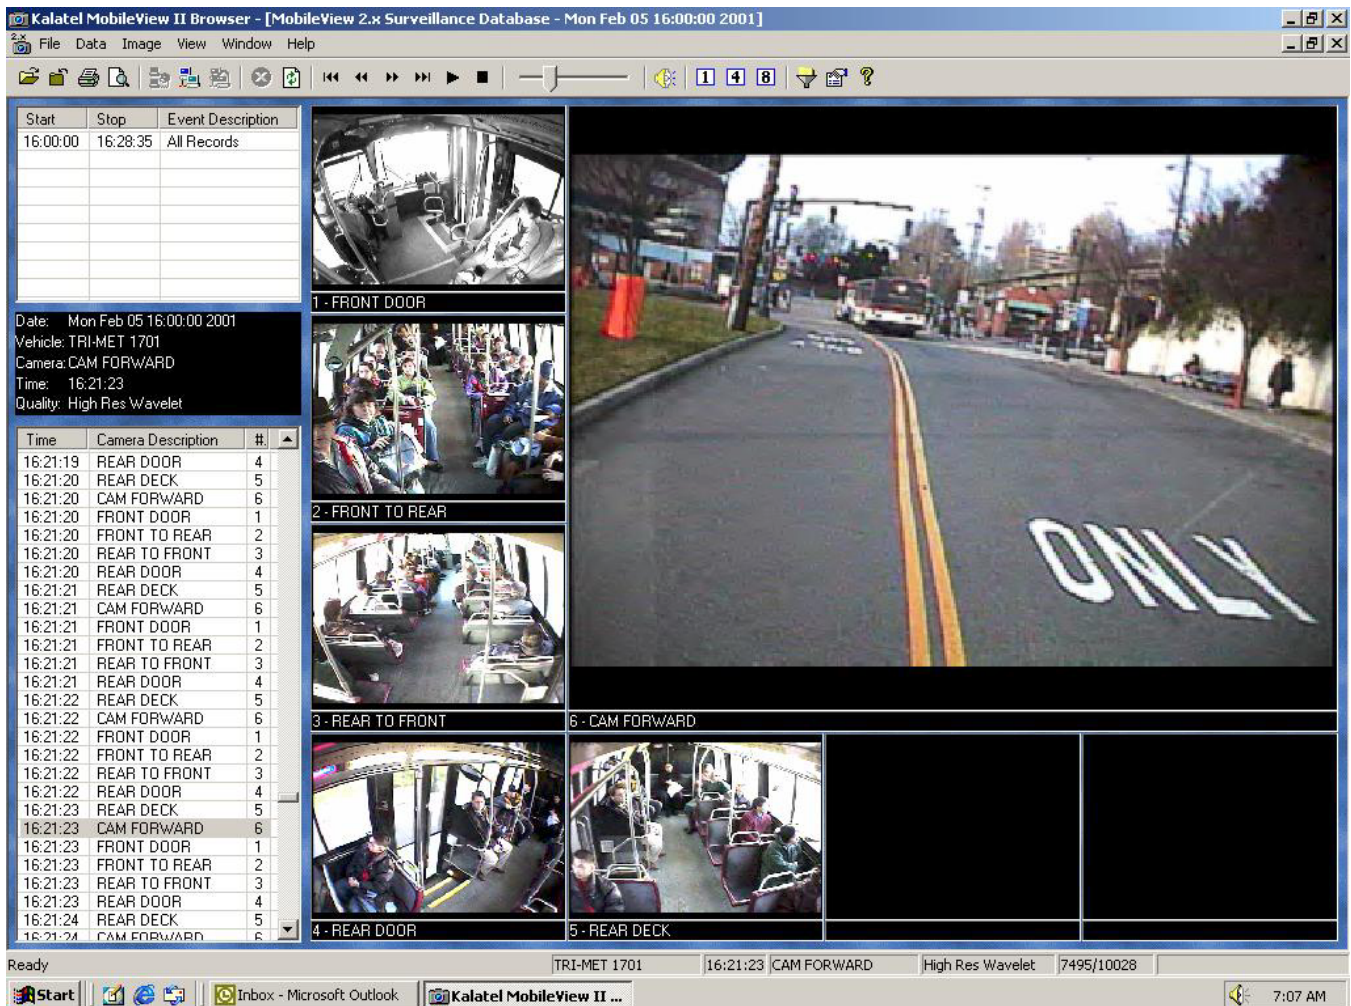 Kalatel MobileView II Browser - [MobileView 2.x Surveillance Database - Mon Feb 05 16:00:00 2001]
2.x File Data Image View Window Help
1 4 8
Start Stop Event Description
16:00:00 16:28:35 All Records
1 - FRONT DOOR
Date: Mon Feb 05 16:00:00 2001
Vehicle: TRI-MET 1701
Camera: CAM FORWARD
Time: 16:21:23
Quality: High Res Wavelet
Time Camera Description #
16:21:19 REAR DOOR 4
16:21:20 REAR DECK 5
16:21:20 CAM FORWARD 6
16:21:20 FRONT DOOR 1
16:21:20 FRONT TO REAR 2
16:21:20 REAR TO FRONT 3
16:21:20 REAR DOOR 4
16:21:21 REAR DECK 5
16:21:21 CAM FORWARD 6
16:21:21 FRONT DOOR 1
16:21:21 FRONT TO REAR 2
16:21:21 REAR TO FRONT 3
16:21:21 REAR DOOR 4
16:21:22 REAR DECK 5
16:21:22 CAM FORWARD 6
16:21:22 FRONT DOOR 1
16:21:22 FRONT TO REAR 2
16:21:22 REAR TO FRONT 3
16:21:22 REAR DOOR 4
16:21:23 REAR DECK 5
16:21:23 CAM FORWARD 6
16:21:23 FRONT DOOR 1
16:21:23 FRONT TO REAR 2
16:21:23 REAR TO FRONT 3
16:21:23 REAR DOOR 4
16:21:24 REAR DECK 5
16:21:24 CAM FORWARD 6
2 - FRONT TO REAR
3 - REAR TO FRONT
ONLY
6 - CAM FORWARD
4 - REAR DOOR
5 - REAR DECK
Ready TRI-MET 1701 16:21:23 CAM FORWARD High Res Wavelet 7495/10028
Start Inbox - Microsoft Outlook Kalatel MobileView II ... 7:07 AM